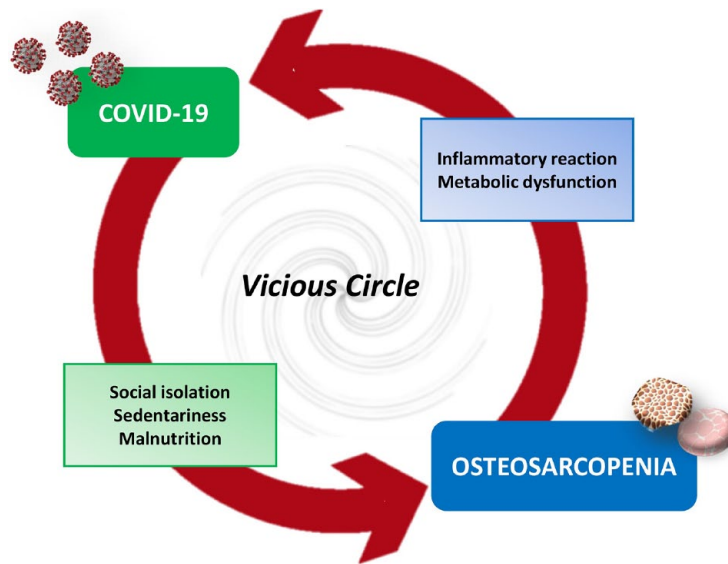 COVID-19
Inflammatory reaction
Metabolic dysfunction
Vicious Circle
Social isolation
Sedentariness
Malnutrition
OSTEOSARCOPENIA